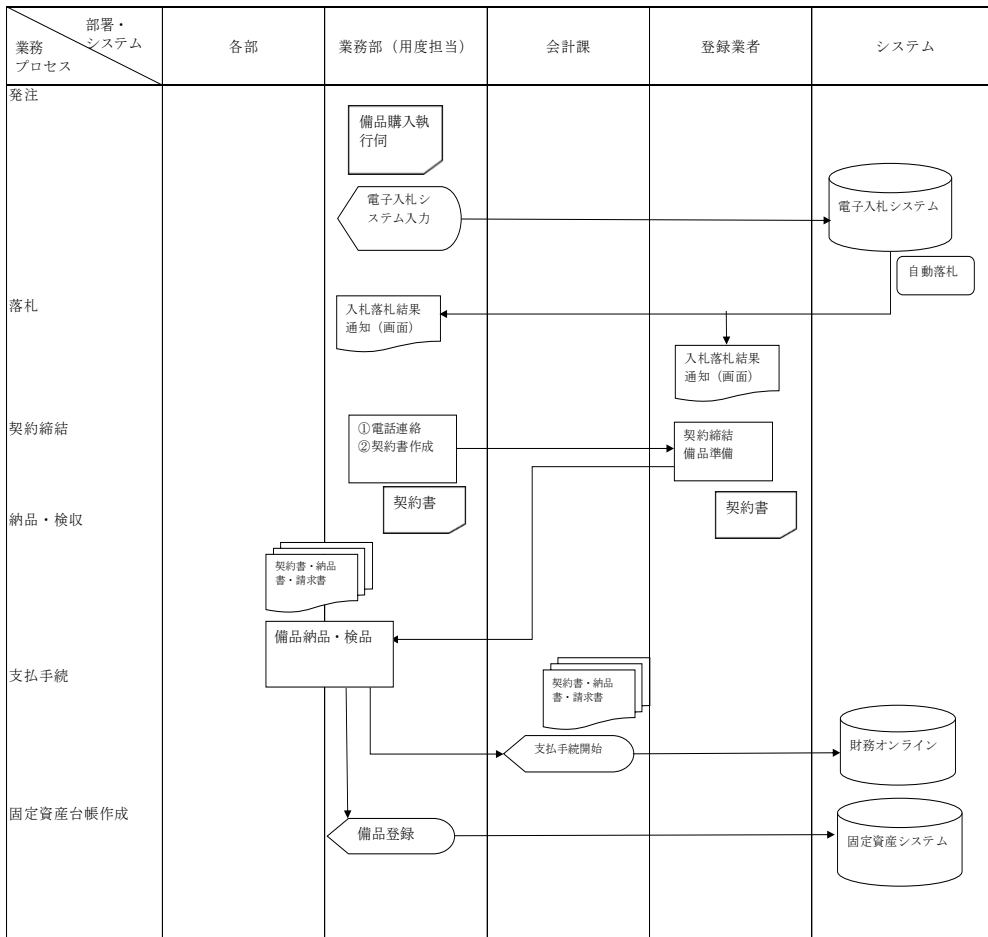 部署・
システム
業務
プロセス
各部
業務部（用度担当）
会計課
登録業者
システム
発注
備品購入執
行伺
電子入札シ
ステム入力
電子入札システム
自動落札
落札
入札落札結果
通知（画面）
入札落札結果
通知（画面）
契約締結
①電話連絡
②契約書作成
契約締結
備品準備
契約書
契約書
納品・検収
契約書・納品
書・請求書
備品納品・検品
支払手続
契約書・納品
書・請求書
支払手続開始
財務オンライン
固定資産台帳作成
備品登録
固定資産システム